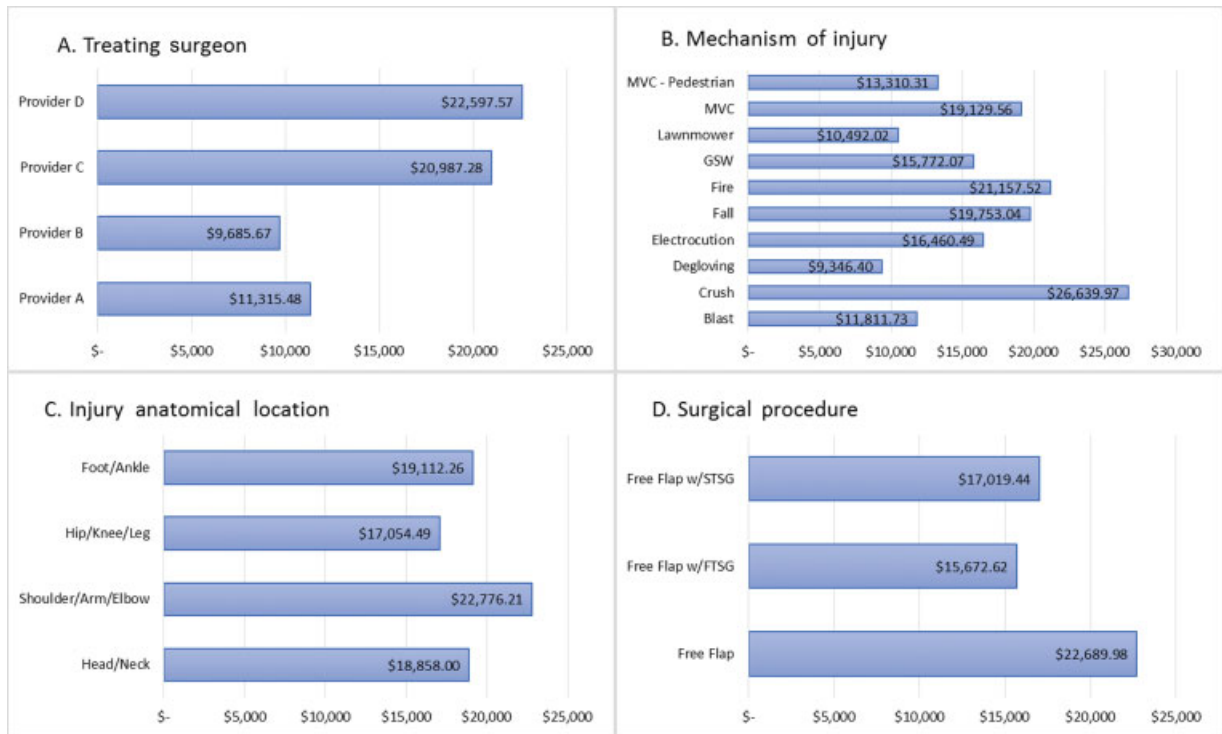 A. Treating surgeon
Provider D
$22,597.57
Provider C
$20,987.28
Provider B
$9,685.67
Provider A
$11,315.48
$- $5,000 $10,000 $15,000 $20,000 $25,000
B. Mechanism of injury
MVC - Pedestrian
$13,310.31
MVC
$19,129.56
Lawnmower
$10,492.02
GSW
$15,772.07
Fire
$21,157.52
Fall
$19,753.04
Electrocution
$16,460.49
Degloving
$9,346.40
Crush
$26,639.97
Blast
$11,811.73
$- $5,000 $10,000 $15,000 $20,000 $25,000 $30,000
C. Injury anatomical location
Foot/Ankle
$19,112.26
Hip/Knee/Leg
$17,054.49
Shoulder/Arm/Elbow
$22,776.21
Head/Neck
$18,858.00
$- $5,000 $10,000 $15,000 $20,000 $25,000
D. Surgical procedure
Free Flap w/STSG
$17,019.44
Free Flap w/FTSG
$15,672.62
Free Flap
$22,689.98
$- $5,000 $10,000 $15,000 $20,000 $25,000